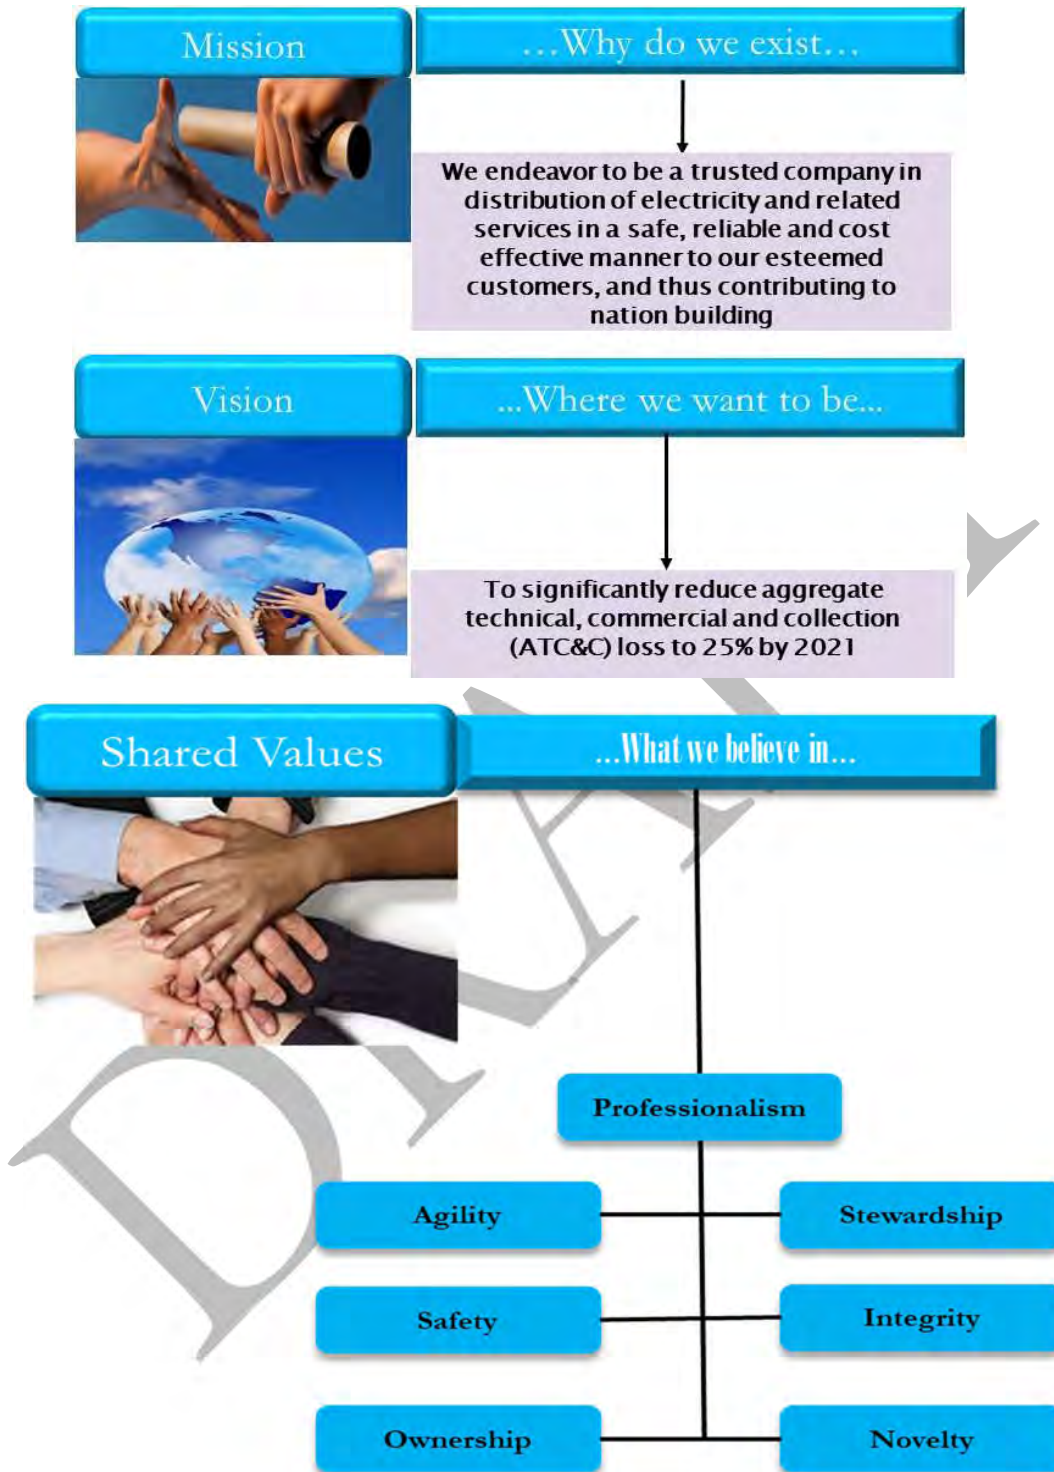 Mission
...Why do we exist...
We endeavor to be a trusted company in
distribution of electricity and related
services in a safe, reliable and cost
effective manner to our esteemed
customers, and thus contributing to
nation building
Vision
...Where we want to be...
To significantly reduce aggregate
technical, commercial and collection
(ATC&C) loss to 25% by 2021
Shared Values
...What we believe in...
Professionalism
Agility
Stewardship
Safety
Integrity
Ownership
Novelty
DRAFT